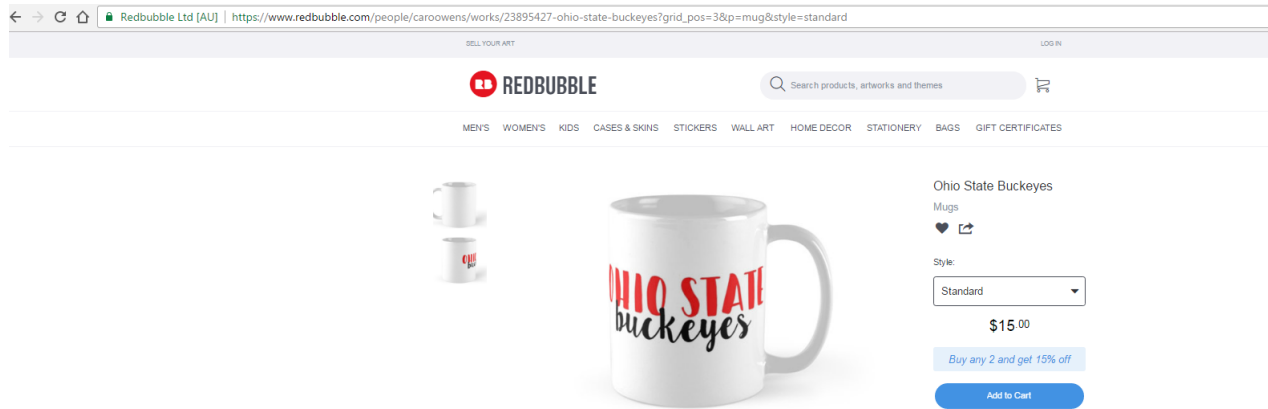 Redbubble Ltd [AU] | https://www.redbubble.com/people/caroowens/works/23895427-ohio-state-buckeyes?grid_pos=3&p=mug&style=standard
SELL YOUR ART LOG IN
RB REDBUBBLE Search products, artworks and themes
MEN'S WOMEN'S KIDS CASES & SKINS STICKERS WALL ART HOME DECOR STATIONERY BAGS GIFT CERTIFICATES
Ohio State Buckeyes
Mugs
Style:
Standard
$15.00
Buy any 2 and get 15% off
Add to Cart
OHIO STATE
buckeyes